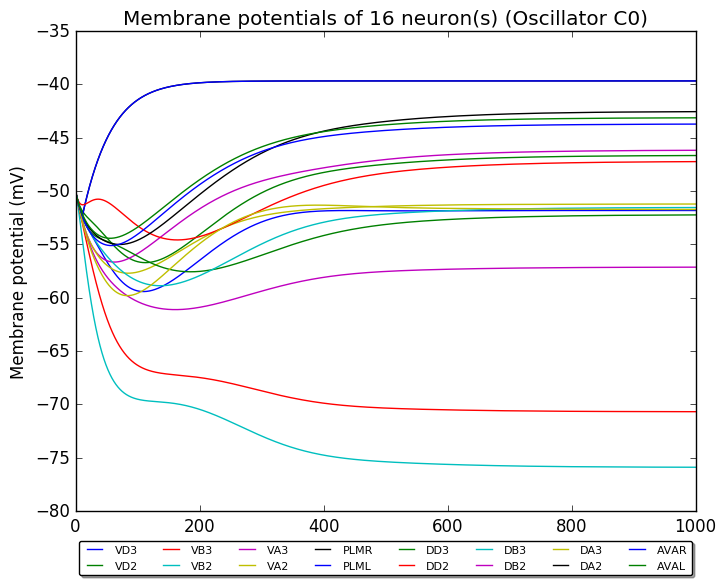 Membrane potentials of 16 neuron(s) (Oscillator C0)
Membrane potential (mV)
−35
−40
−45
−50
−55
−60
−65
−70
−75
−80
0 200 400 600 800 1000
VD3 VB3 VA3 PLMR DD3 DB3 DA3 AVAR
VD2 VB2 VA2 PLML DD2 DB2 DA2 AVAL